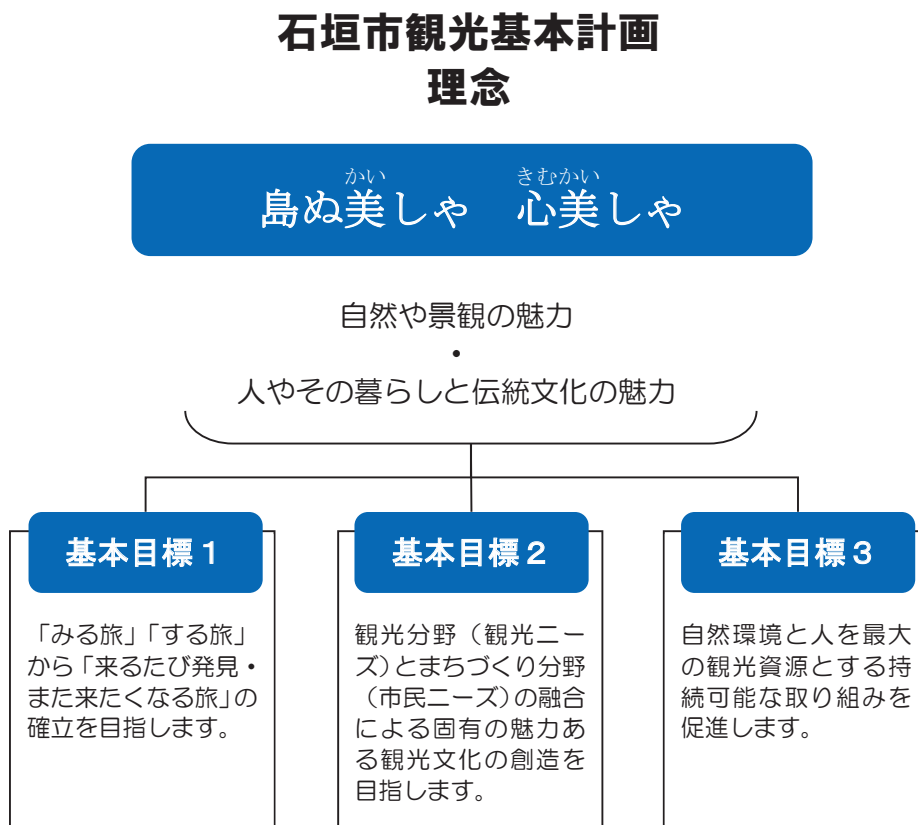 石垣市観光基本計画
理念
かい きむかい
島ぬ美しゃ 心美しゃ
自然や景観の魅力
・
人やその暮らしと伝統文化の魅力
基本目標1
「みる旅」「する旅」
から「来るたび発見・
また来たくなる旅」の
確立を目指します。
基本目標2
観光分野（観光ニー
ズ）とまちづくり分野
（市民ニーズ）の融合
による固有の魅力あ
る観光文化の創造を
目指します。
基本目標3
自然環境と人を最大
の観光資源とする持
続可能な取り組みを
促進します。